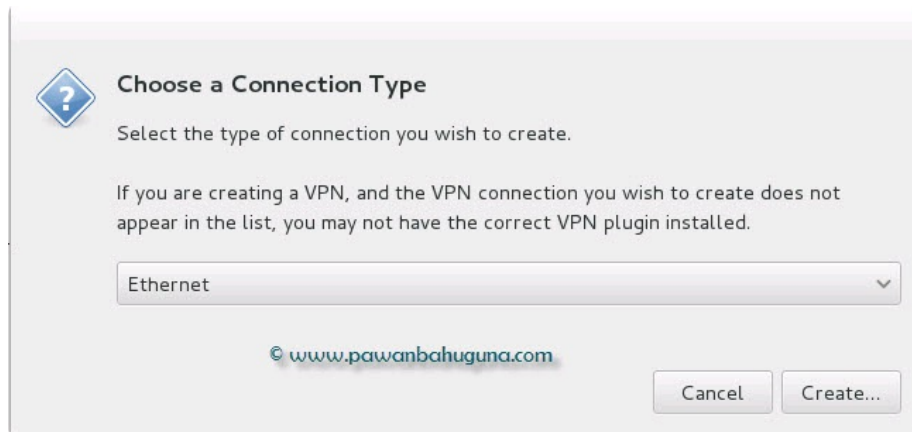 Choose a Connection Type
Select the type of connection you wish to create.
If you are creating a VPN, and the VPN connection you wish to create does not
appear in the list, you may not have the correct VPN plugin installed.
Ethernet
© www.pawanbahuguna.com
Cancel
Create...